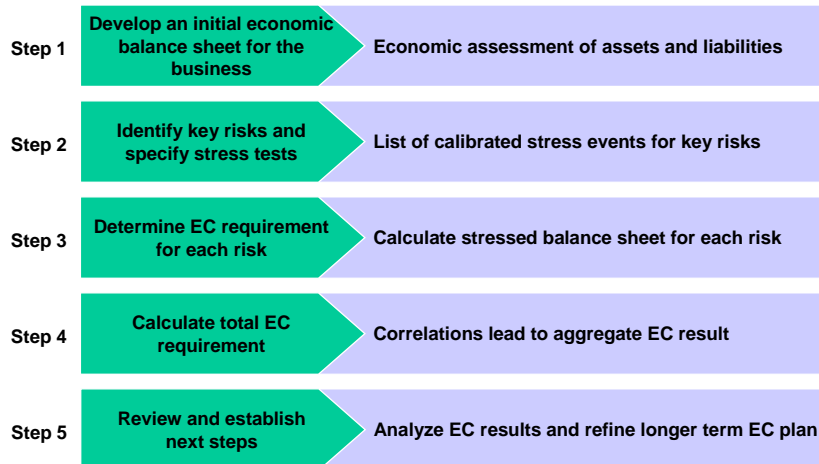 Step 1
Develop an initial economic
balance sheet for the
business
Economic assessment of assets and liabilities
Step 2
Identify key risks and
specify stress tests
List of calibrated stress events for key risks
Step 3
Determine EC requirement
for each risk
Calculate stressed balance sheet for each risk
Step 4
Calculate total EC
requirement
Correlations lead to aggregate EC result
Step 5
Review and establish
next steps
Analyze EC results and refine longer term EC plan